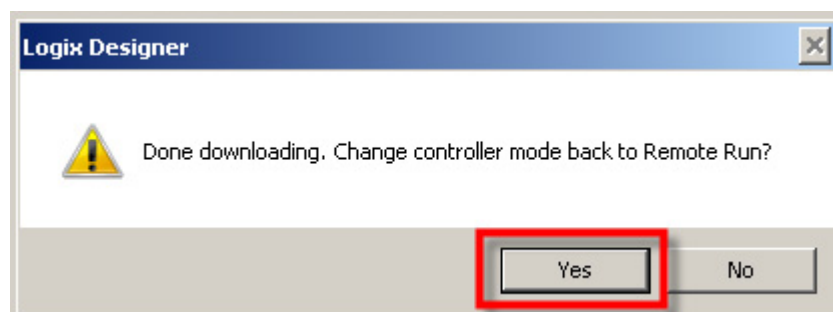 Logix Designer
Done downloading. Change controller mode back to Remote Run?
Yes
No